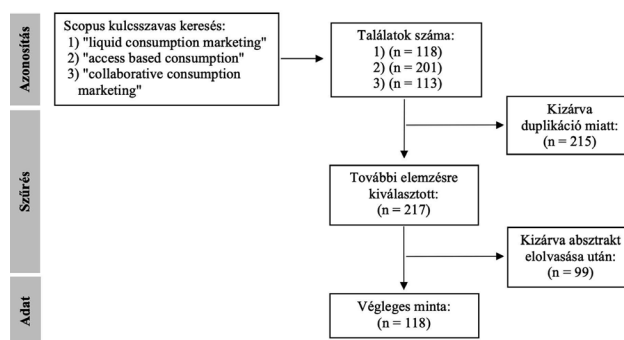 Azonosítás
Scopus kulcsszavas keresés:
1) "liquid consumption marketing"
2) "access based consumption"
3) "collaborative consumption
marketing"
Találatok száma:
1) (n = 118)
2) (n = 201)
3) (n = 113)
Kizárva
duplikáció miatt:
(n = 215)
Szűrés
További elemzésre
kiválasztott:
(n = 217)
Kizárva absztrakt
elolvasása után:
(n = 99)
Adat
Végleges minta:
(n = 118)